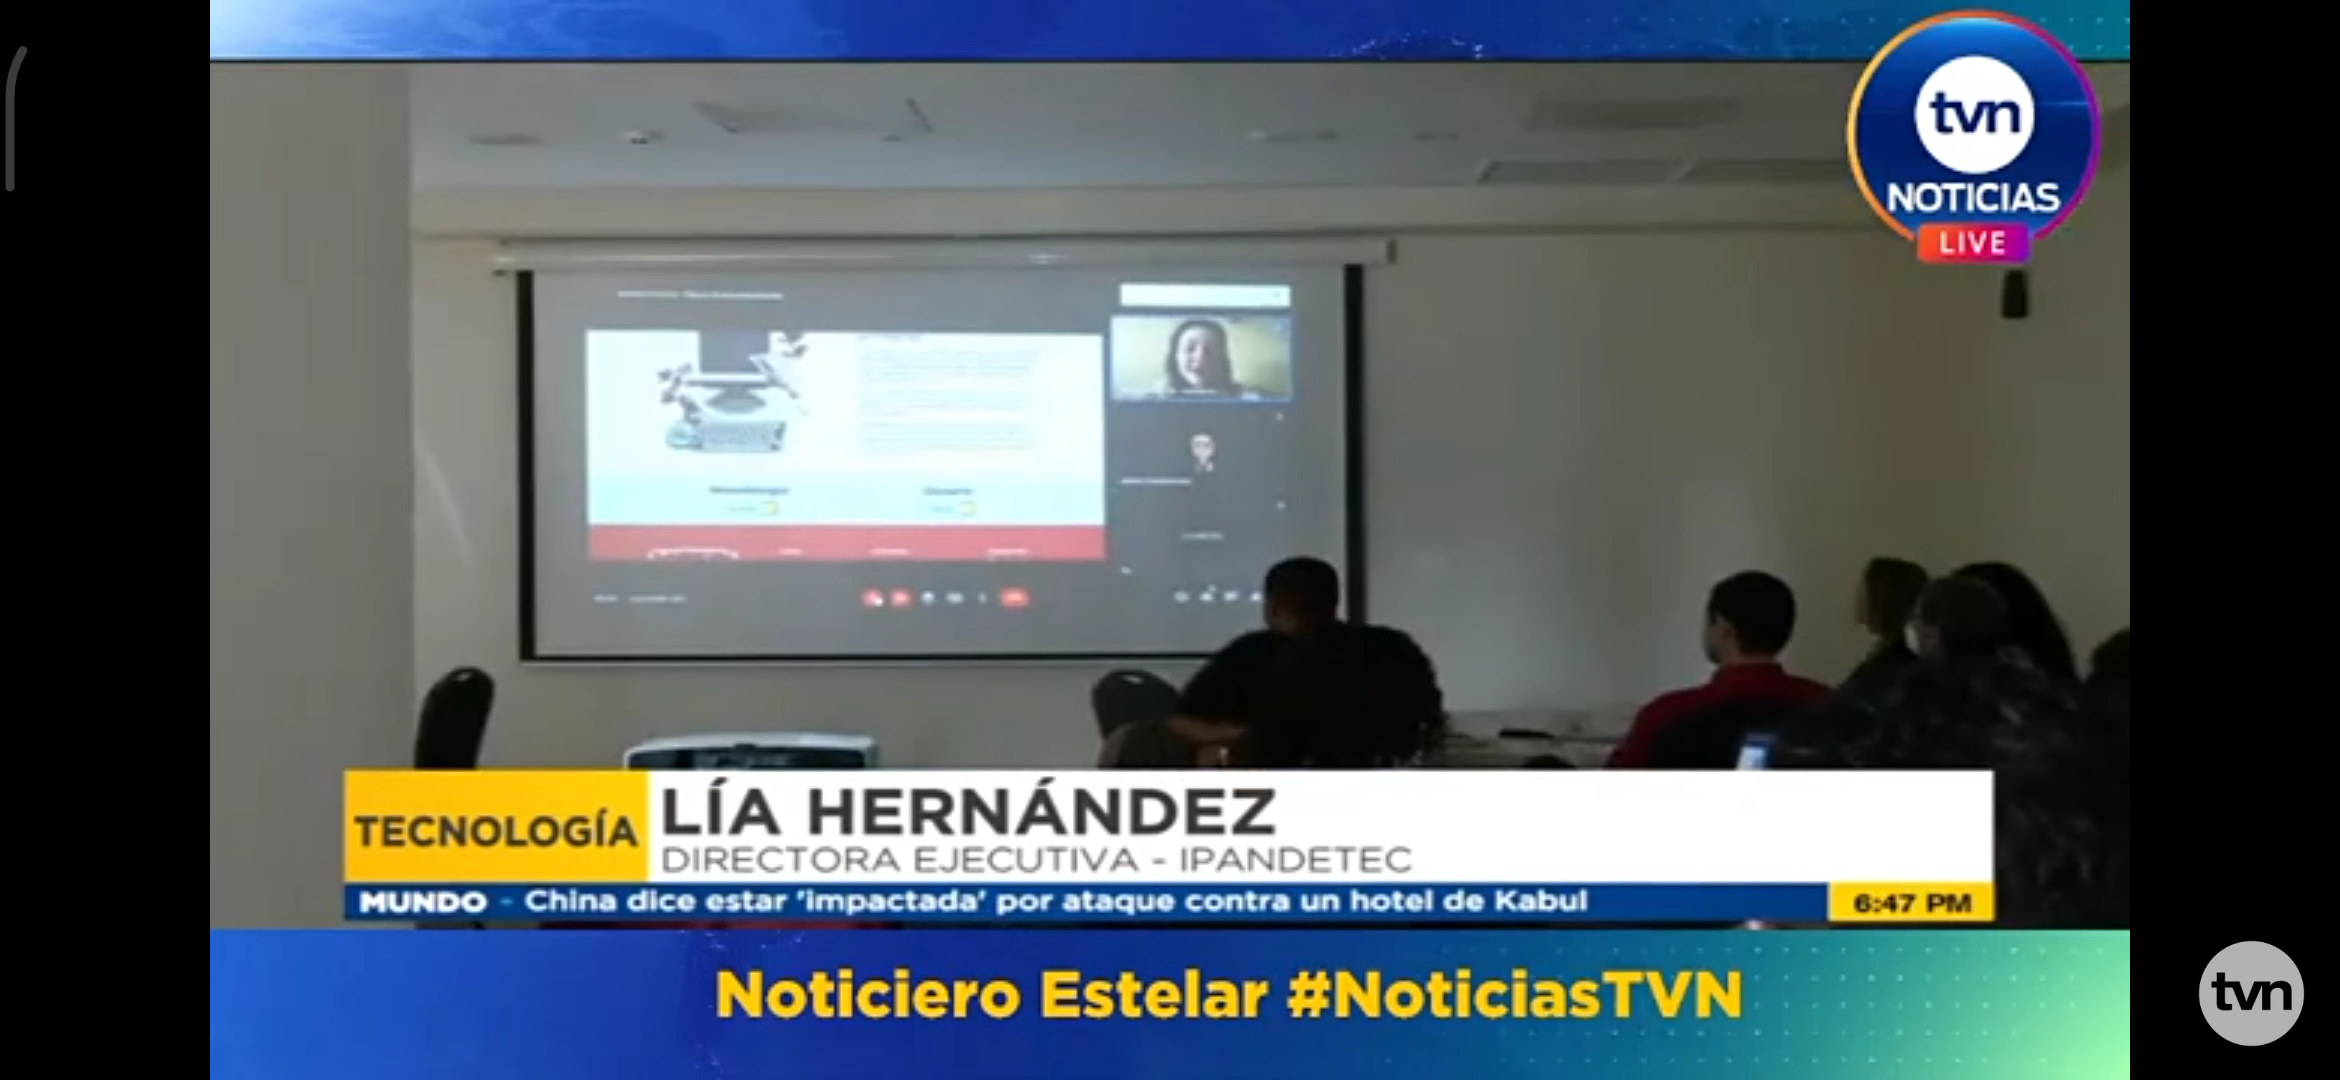 tvn
NOTICIAS
LIVE
TECNOLOGÍA
LÍA HERNÁNDEZ
DIRECTORA EJECUTIVA - IPANDETEC
MUNDO - China dice estar 'impactada' por ataque contra un hotel de Kabul
6:47 PM
Noticiero Estelar #NoticiasTVN
tvn